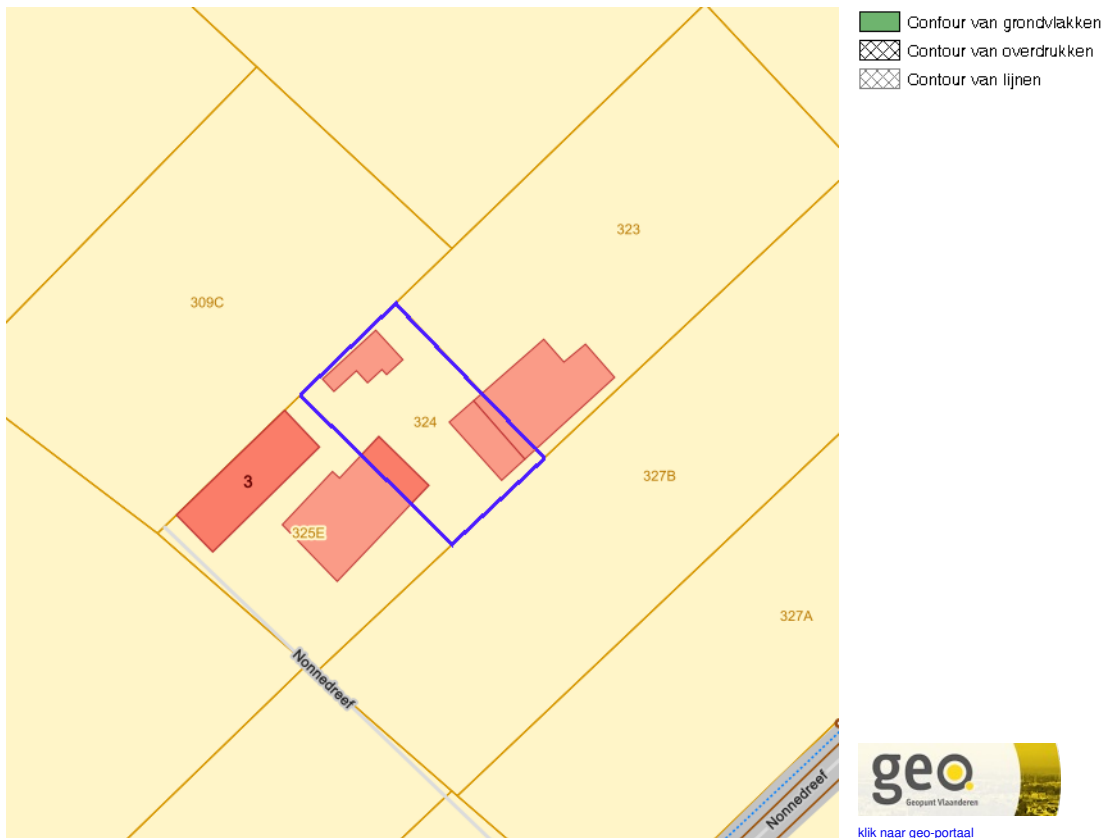 Contour van grondvlakken
Contour van overdrukken
Contour van lijnen
323
309C
324
327B
3
325E
327A
Nonnedreef
Nonnedreef
geo
Geopunt Vlaanderen
klik naar geo-portaal